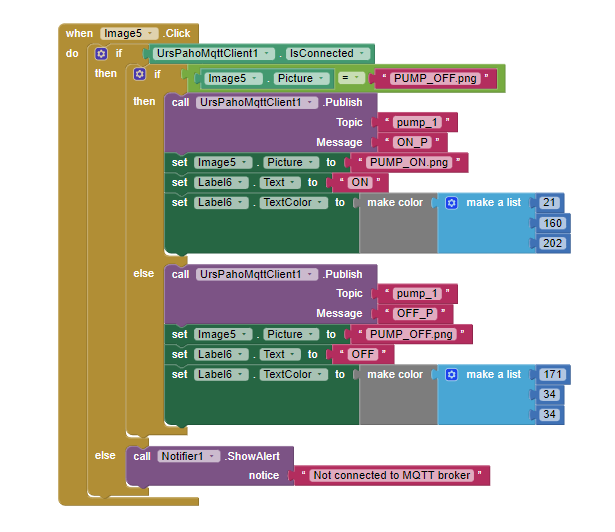 when Image5 .Click
do if UrsPahoMqttClient1 . IsConnected
then if Image5 . Picture = “ PUMP_OFF.png ”
then call UrsPahoMqttClient1 .Publish
Topic “ pump_1 ”
Message “ ON_P ”
set Image5 . Picture to “ PUMP_ON.png ”
set Label6 . Text to “ ON ”
set Label6 . TextColor to make color make a list 21
160
202
else call UrsPahoMqttClient1 .Publish
Topic “ pump_1 ”
Message “ OFF_P ”
set Image5 . Picture to “ PUMP_OFF.png ”
set Label6 . Text to “ OFF ”
set Label6 . TextColor to make color make a list 171
34
34
else call Notifier1 .ShowAlert
notice “ Not connected to MQTT broker ”